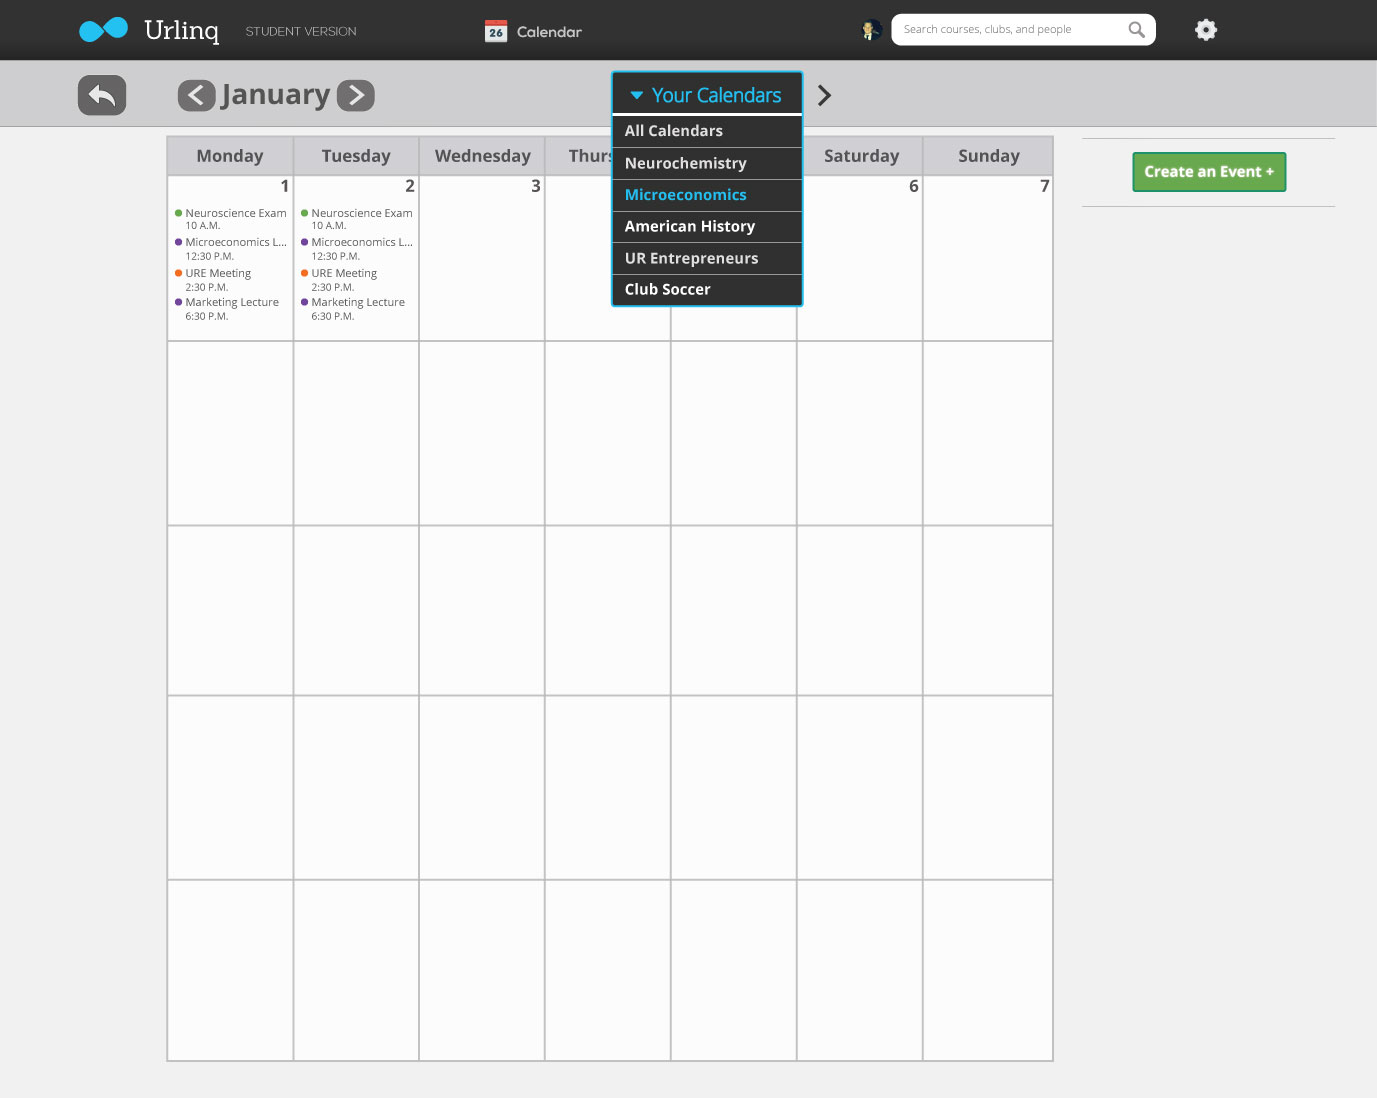 Urlinq
STUDENT VERSION
26
Calendar
Search courses, clubs, and people
January
Your Calendars
All Calendars
Neurochemistry
Microeconomics
American History
UR Entrepreneurs
Club Soccer
Create an Event +
Monday Tuesday Wednesday Thurs Saturday Sunday
1 2 3 6 7
Neuroscience Exam
10 A.M.
Microeconomics L...
12:30 P.M.
URE Meeting
2:30 P.M.
Marketing Lecture
6:30 P.M.
Neuroscience Exam
10 A.M.
Microeconomics L...
12:30 P.M.
URE Meeting
2:30 P.M.
Marketing Lecture
6:30 P.M.